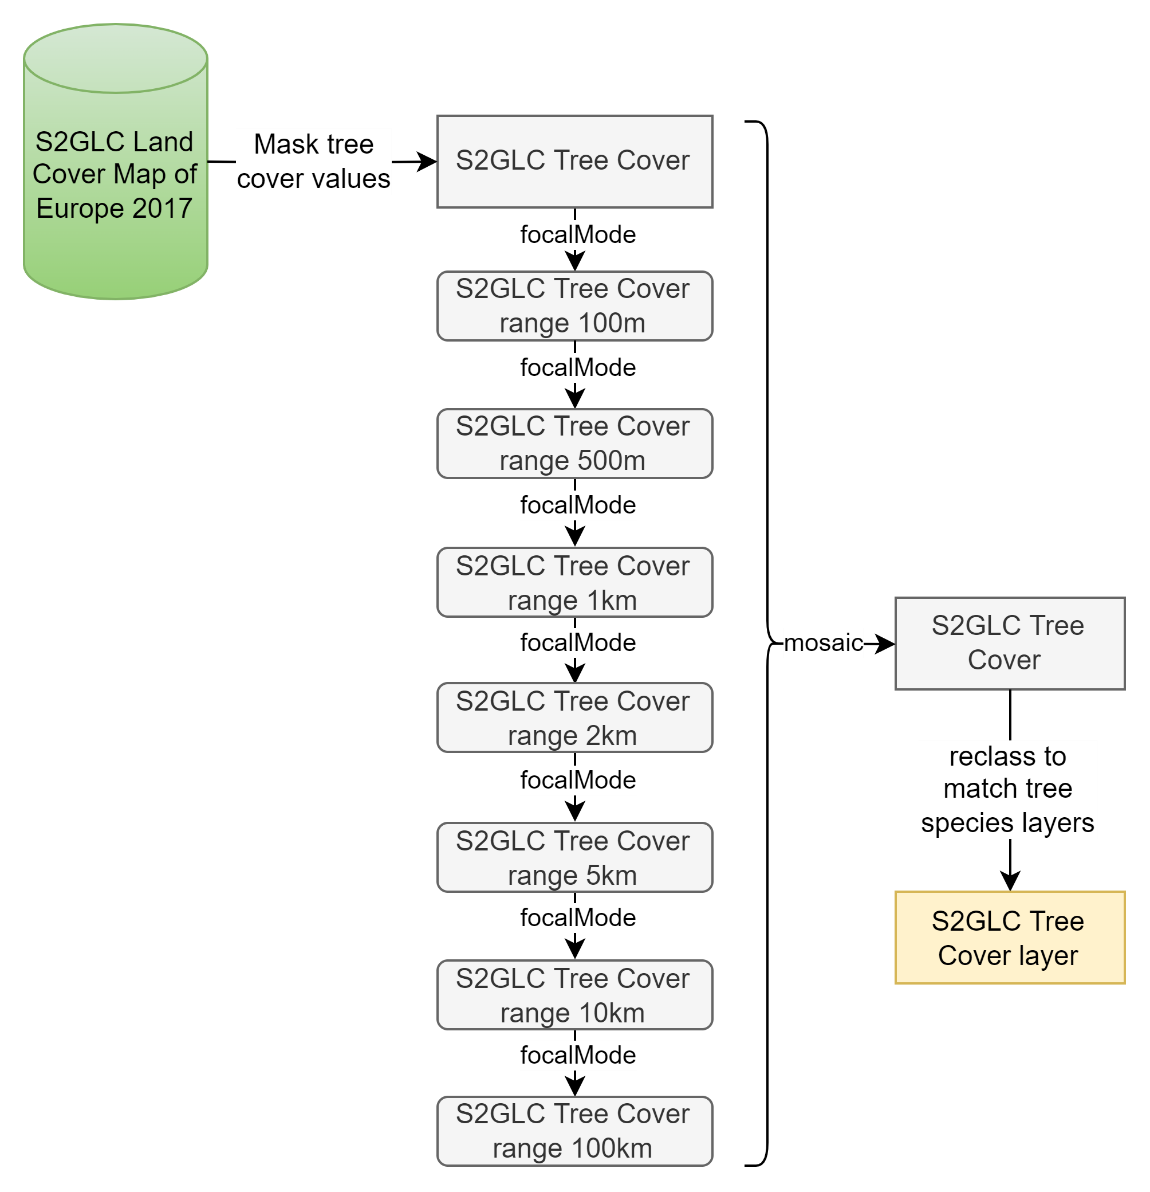 S2GLC Land
Cover Map of
Europe 2017
Mask tree
cover values
S2GLC Tree Cover
focalMode
S2GLC Tree Cover
range 100m
focalMode
S2GLC Tree Cover
range 500m
focalMode
S2GLC Tree Cover
range 1km
focalMode
S2GLC Tree Cover
range 2km
focalMode
S2GLC Tree Cover
range 5km
focalMode
S2GLC Tree Cover
range 10km
focalMode
S2GLC Tree Cover
range 100km
mosaic
S2GLC Tree
Cover
reclass to
match tree
species layers
S2GLC Tree
Cover layer